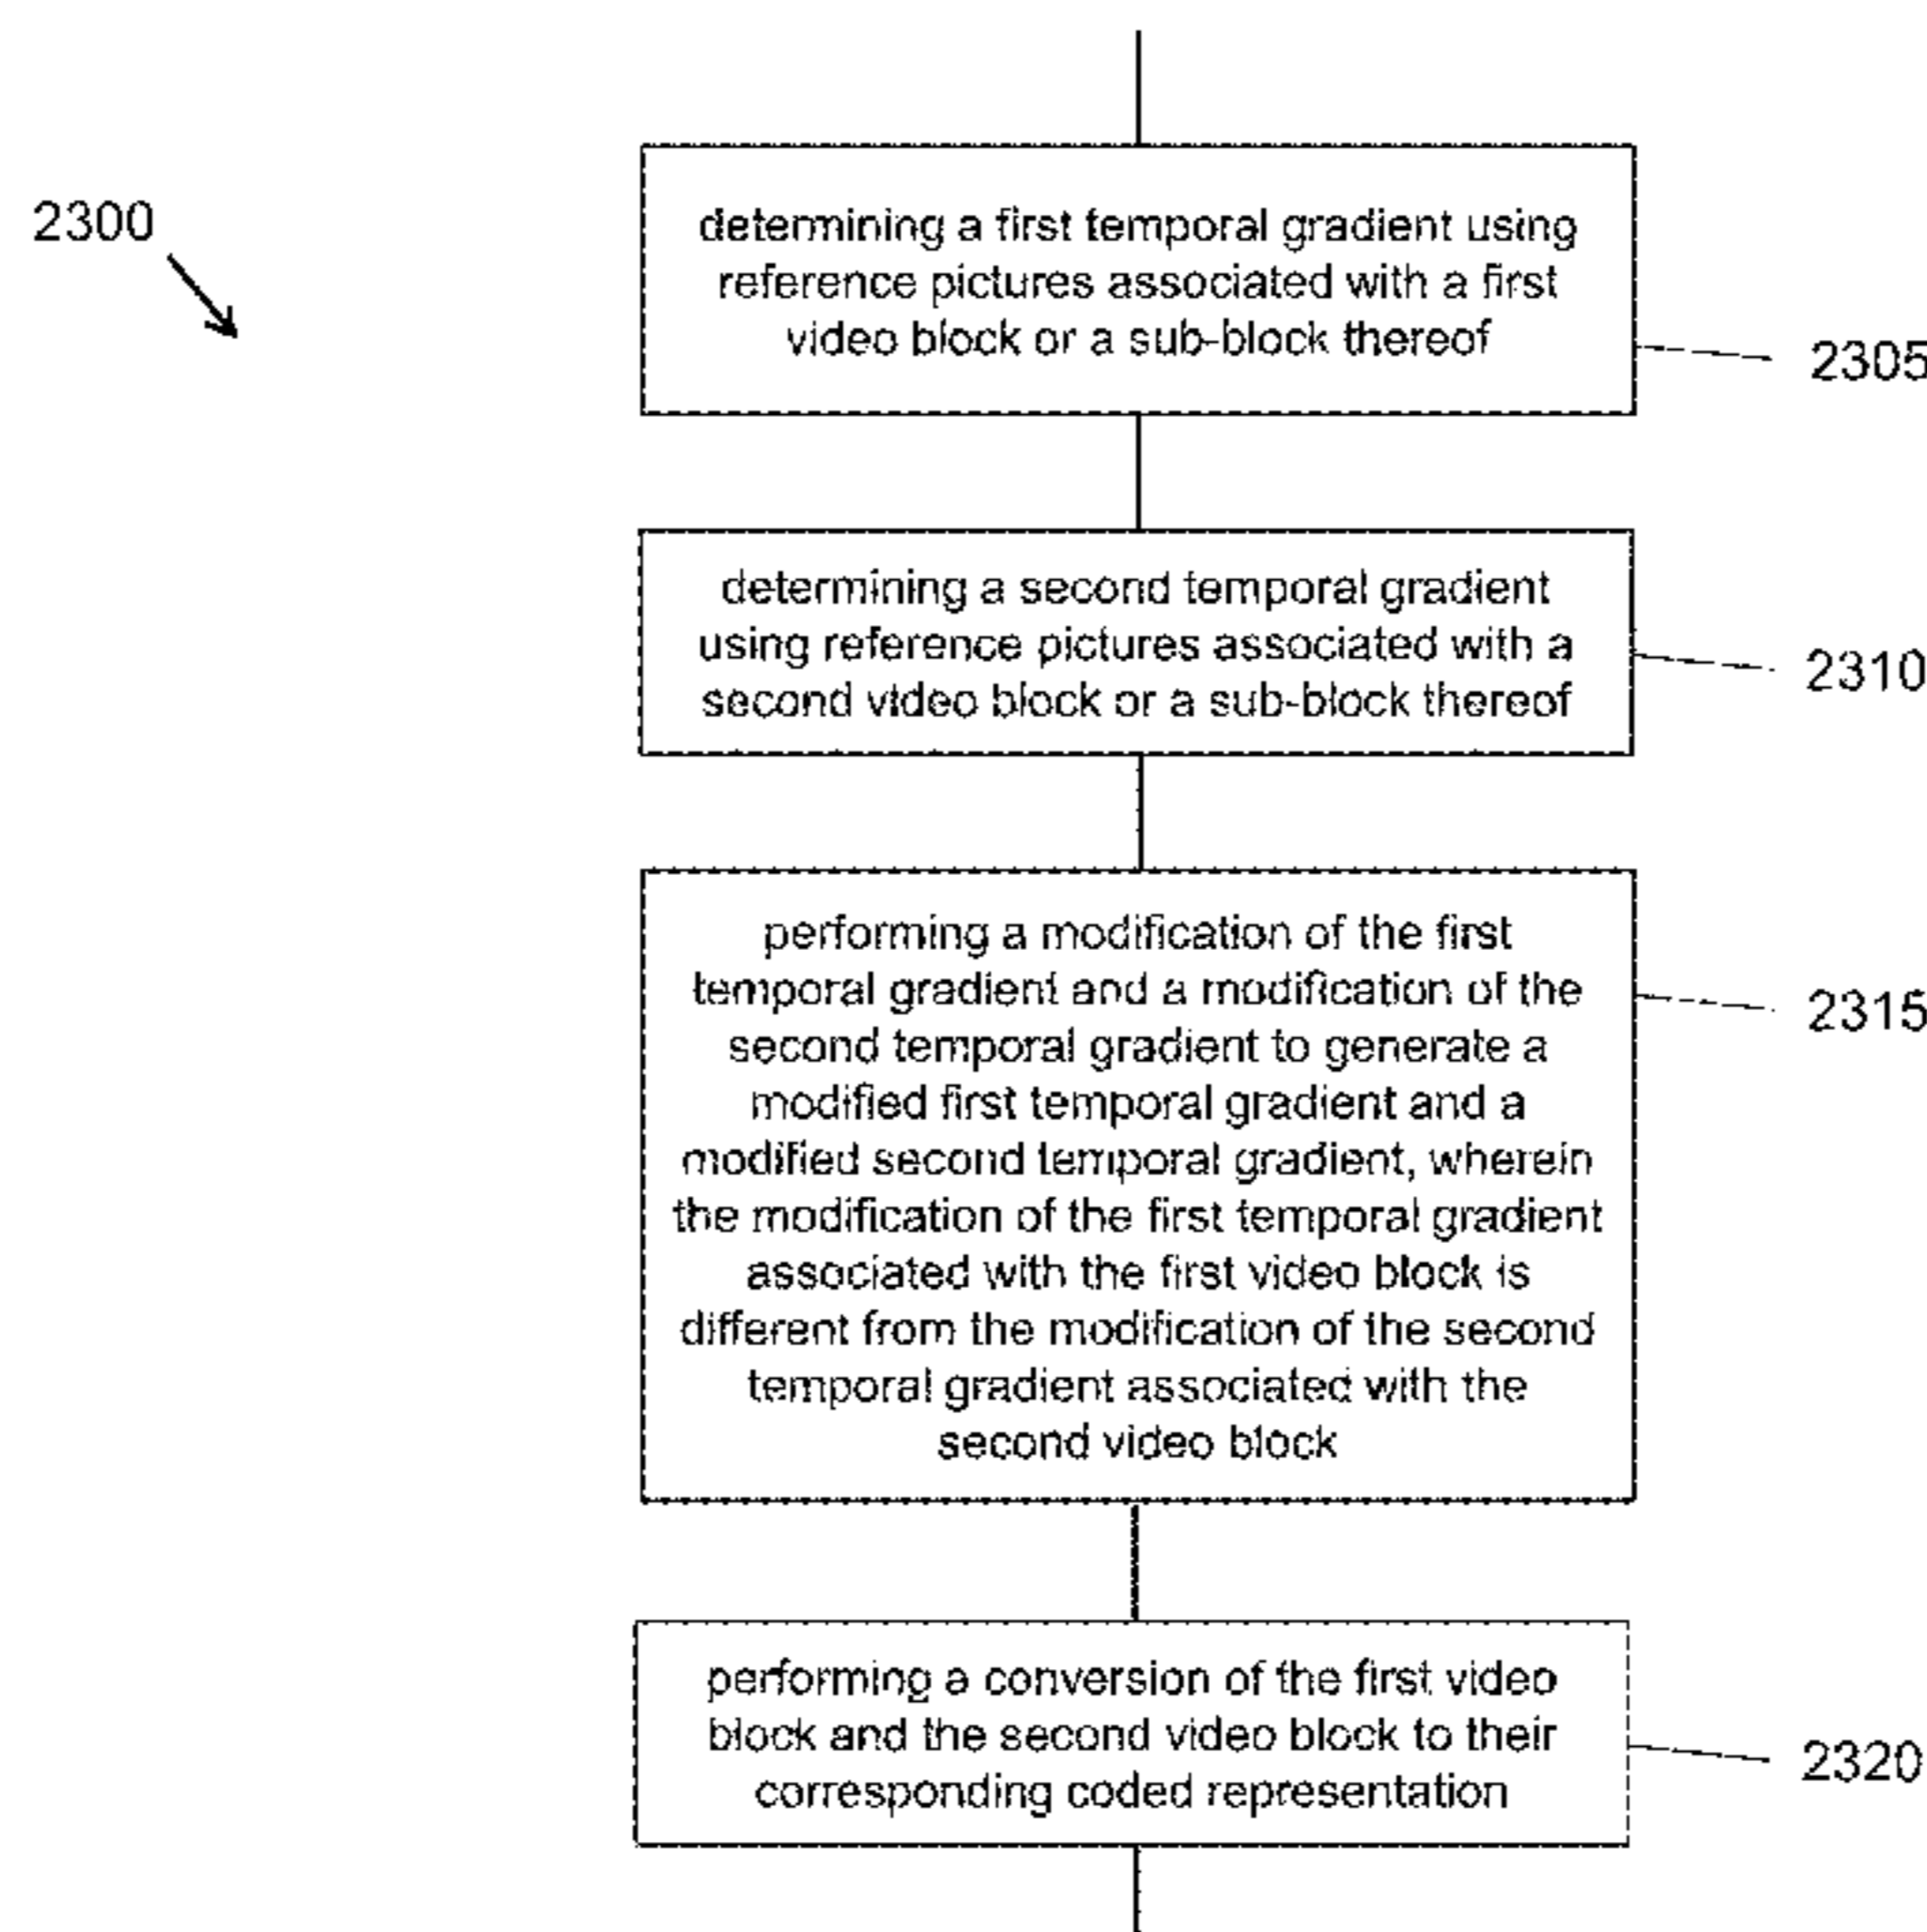 2300
determining a first temporal gradient using
reference pictures associated with a first
video block or a sub-block thereof
2305
determining a second temporal gradient
using reference pictures associated with a
second video block or a sub-block thereof
2310
performing a modification of the first
temporal gradient and a modification of the
second temporal gradient to generate a
modified first temporal gradient and a
modified second temporal gradient, wherein
the modification of the first temporal gradient
associated with the first video block is
different from the modification of the second
temporal gradient associated with the
second video block
2315
performing a conversion of the first video
block and the second video block to their
corresponding coded representation
2320